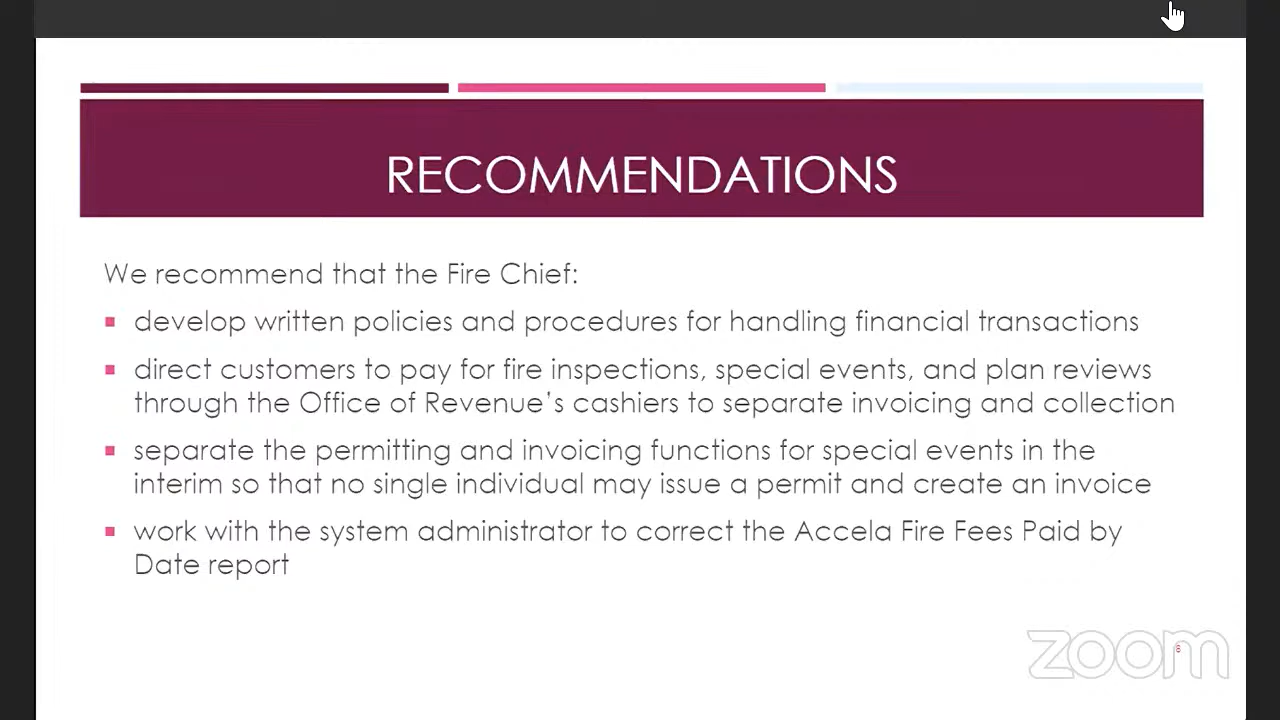 RECOMMENDATIONS
We recommend that the Fire Chief:
develop written policies and procedures for handling financial transactions
direct customers to pay for fire inspections, special events, and plan reviews
through the Office of Revenue's cashiers to separate invoicing and collection
separate the permitting and invoicing functions for special events in the
interim so that no single individual may issue a permit and create an invoice
work with the system administrator to correct the Accela Fire Fees Paid by
Date report
zoom
8